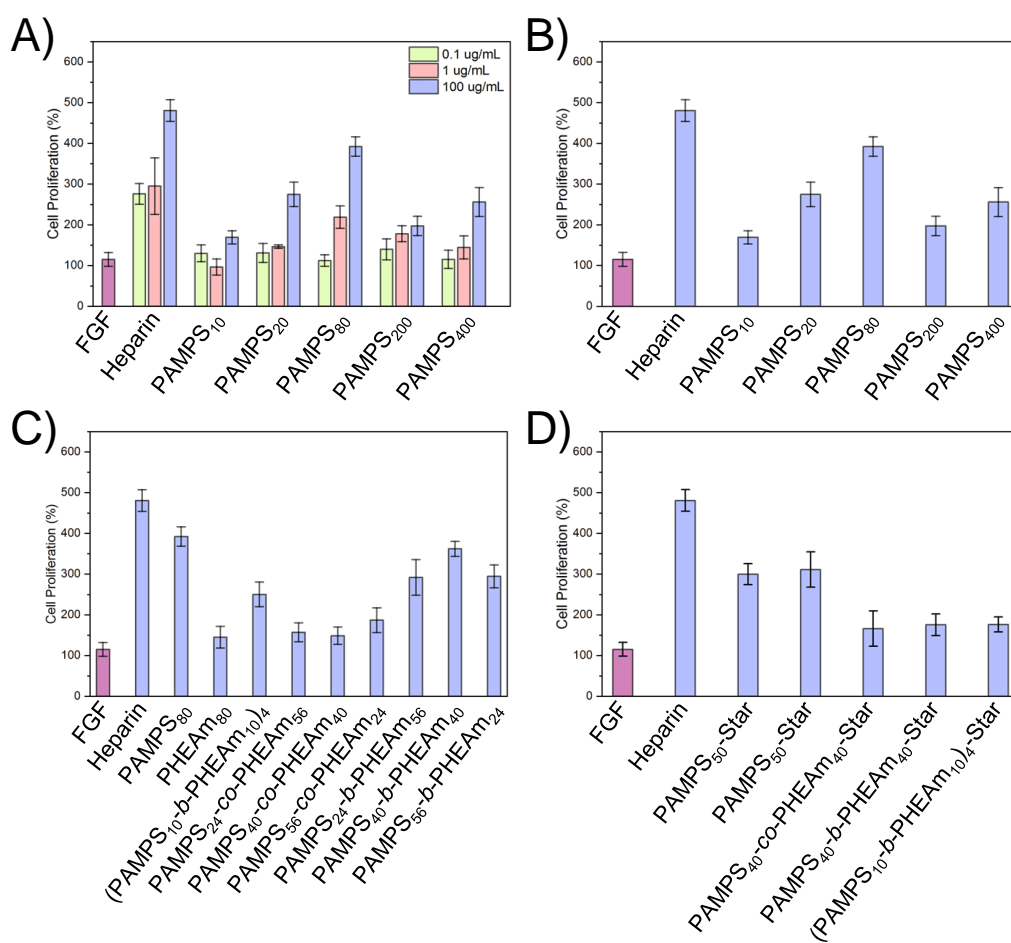 A)
600
500
400
300
200
100
0
Cell Proliferation (%)
0.1 ug/mL
1 ug/mL
100 ug/mL
FGF
Heparin
PAMPS₁₀
PAMPS₂₀
PAMPS₈₀
PAMPS₂₀₀
PAMPS₄₀₀
B)
600
500
400
300
200
100
0
Cell Proliferation (%)
FGF
Heparin
PAMPS₁₀
PAMPS₂₀
PAMPS₈₀
PAMPS₂₀₀
PAMPS₄₀₀
C)
600
500
400
300
200
100
0
Cell Proliferation (%)
FGF
Heparin
PAMPS₈₀
PHEAm₈₀
(PAMPS₁₀-b-PHEAm₁₀)₄
PAMPS₂₄-co-PHEAm₅₆
PAMPS₄₀-co-PHEAm₄₀
PAMPS₅₆-co-PHEAm₂₄
PAMPS₂₄-b-PHEAm₅₆
PAMPS₄₀-b-PHEAm₄₀
PAMPS₅₆-b-PHEAm₂₄
D)
600
500
400
300
200
100
0
Cell Proliferation (%)
FGF
Heparin
PAMPS₅₀-Star
PAMPS₅₀-Star
PAMPS₄₀-co-PHEAm₄₀-Star
PAMPS₄₀-b-PHEAm₄₀-Star
(PAMPS₁₀-b-PHEAm₁₀)₄-Star